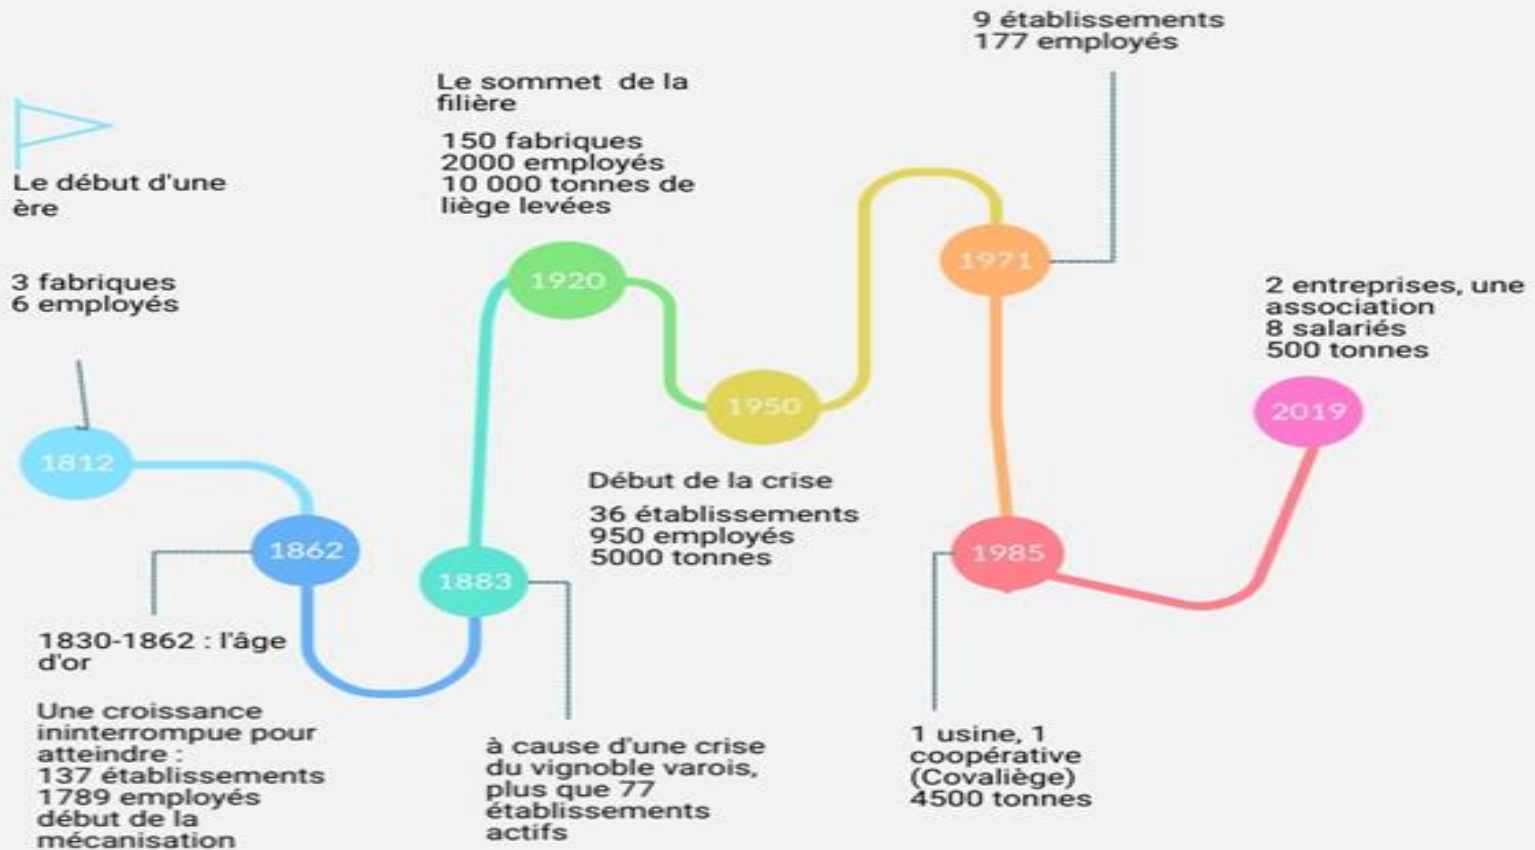 Le début d'une
ère
3 fabriques
6 employés
1812
1862
1830-1862 : l'âge
d'or
Une croissance
ininterrompue pour
atteindre :
137 établissements
1789 employés
début de la
mécanisation
1883
à cause d'une crise
du vignoble varois,
plus que 77
établissements
actifs
Le sommet de la
filière
150 fabriques
2000 employés
10 000 tonnes de
liège levées
1920
1950
Début de la crise
36 établissements
950 employés
5000 tonnes
9 établissements
177 employés
1971
1985
1 usine, 1
coopérative
(Covaliège)
4500 tonnes
2 entreprises, une
association
8 salariés
500 tonnes
2019